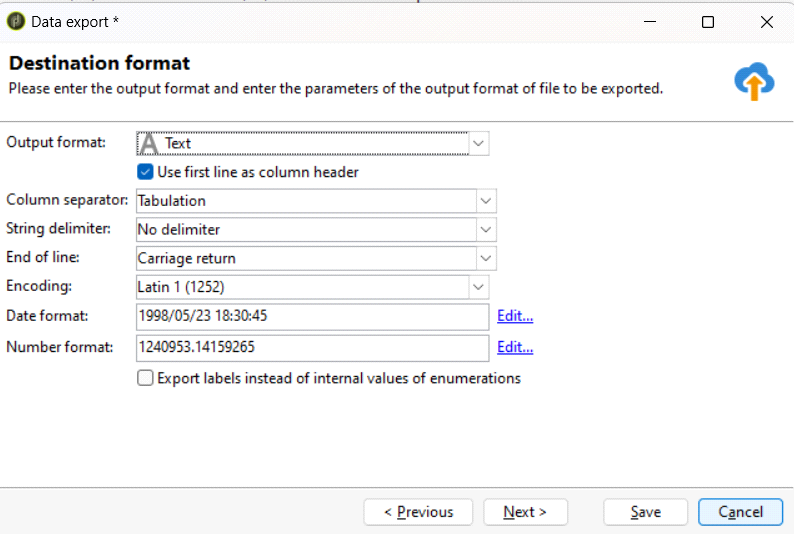 Data export *
Destination format
Please enter the output format and enter the parameters of the output format of file to be exported.
Output format: A Text
Use first line as column header
Column separator: Tabulation
String delimiter: No delimiter
End of line: Carriage return
Encoding: Latin 1 (1252)
Date format: 1998/05/23 18:30:45 Edit...
Number format: 1240953.14159265 Edit...
Export labels instead of internal values of enumerations
< Previous Next > Save Cancel